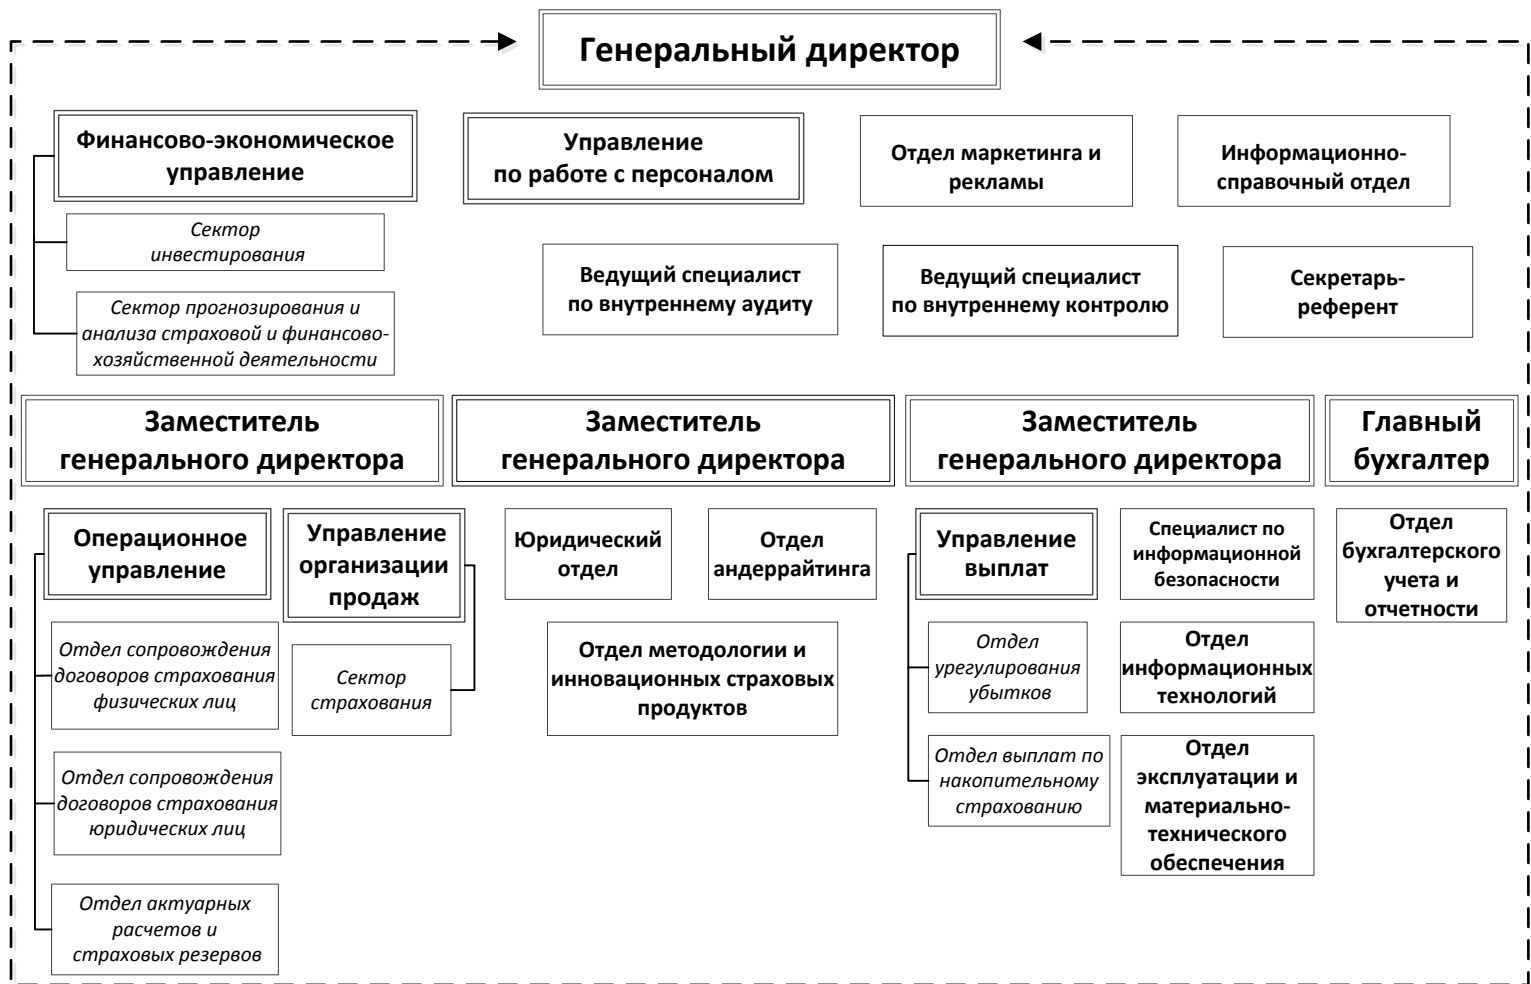 Генеральный директор
Финансово-экономическое
управление
Управление
по работе с персоналом
Отдел маркетинга и
рекламы
Информационно-
справочный отдел
Сектор
инвестирования
Ведущий специалист
по внутреннему аудиту
Ведущий специалист
по внутреннему контролю
Секретарь-
референт
Сектор прогнозирования и
анализа страховой и финансово-
хозяйственной деятельности
Заместитель
генерального директора
Заместитель
генерального директора
Заместитель
генерального директора
Главный
бухгалтер
Операционное
управление
Управление
организации
продаж
Юридический
отдел
Отдел
андеррайтинга
Управление
выплат
Специалист по
информационной
безопасности
Отдел
бухгалтерского
учета и
отчетности
Отдел сопровождения
договоров страхования
физических лиц
Сектор
страхования
Отдел методологии и
инновационных страховых
продуктов
Отдел
урегулирования
убытков
Отдел
информационных
технологий
Отдел сопровождения
договоров страхования
юридических лиц
Отдел выплат по
накопительному
страхованию
Отдел
эксплуатации и
материально-
технического
обеспечения
Отдел актуарных
расчетов и
страховых резервов